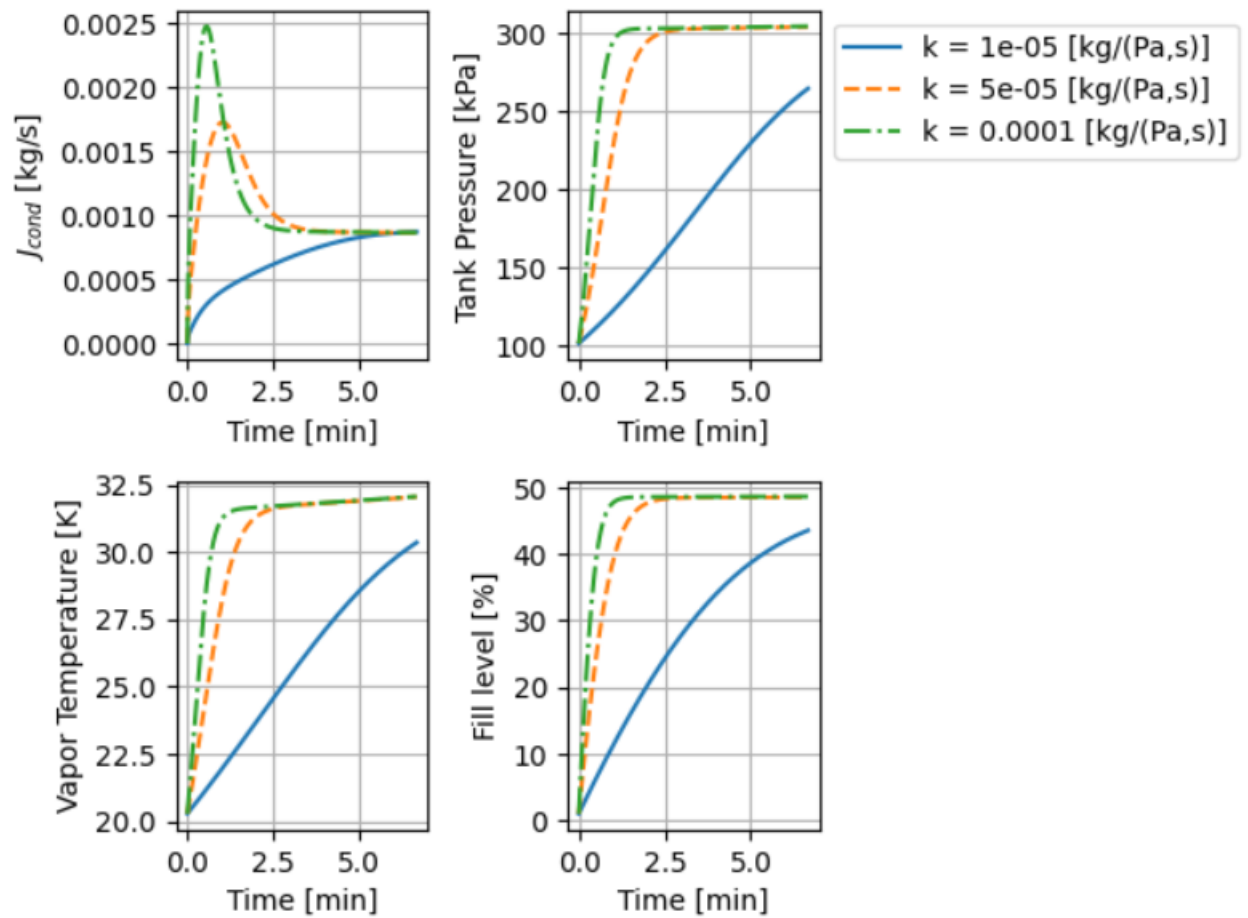 J_cond [kg/s]
0.0025
0.0020
0.0015
0.0010
0.0005
0.0000
0.0 2.5 5.0
Time [min]
Tank Pressure [kPa]
300
250
200
150
100
0.0 2.5 5.0
Time [min]
k = 1e-05 [kg/(Pa,s)]
k = 5e-05 [kg/(Pa,s)]
k = 0.0001 [kg/(Pa,s)]
Vapor Temperature [K]
32.5
30.0
27.5
25.0
22.5
20.0
0.0 2.5 5.0
Time [min]
Fill level [%]
50
40
30
20
10
0
0.0 2.5 5.0
Time [min]